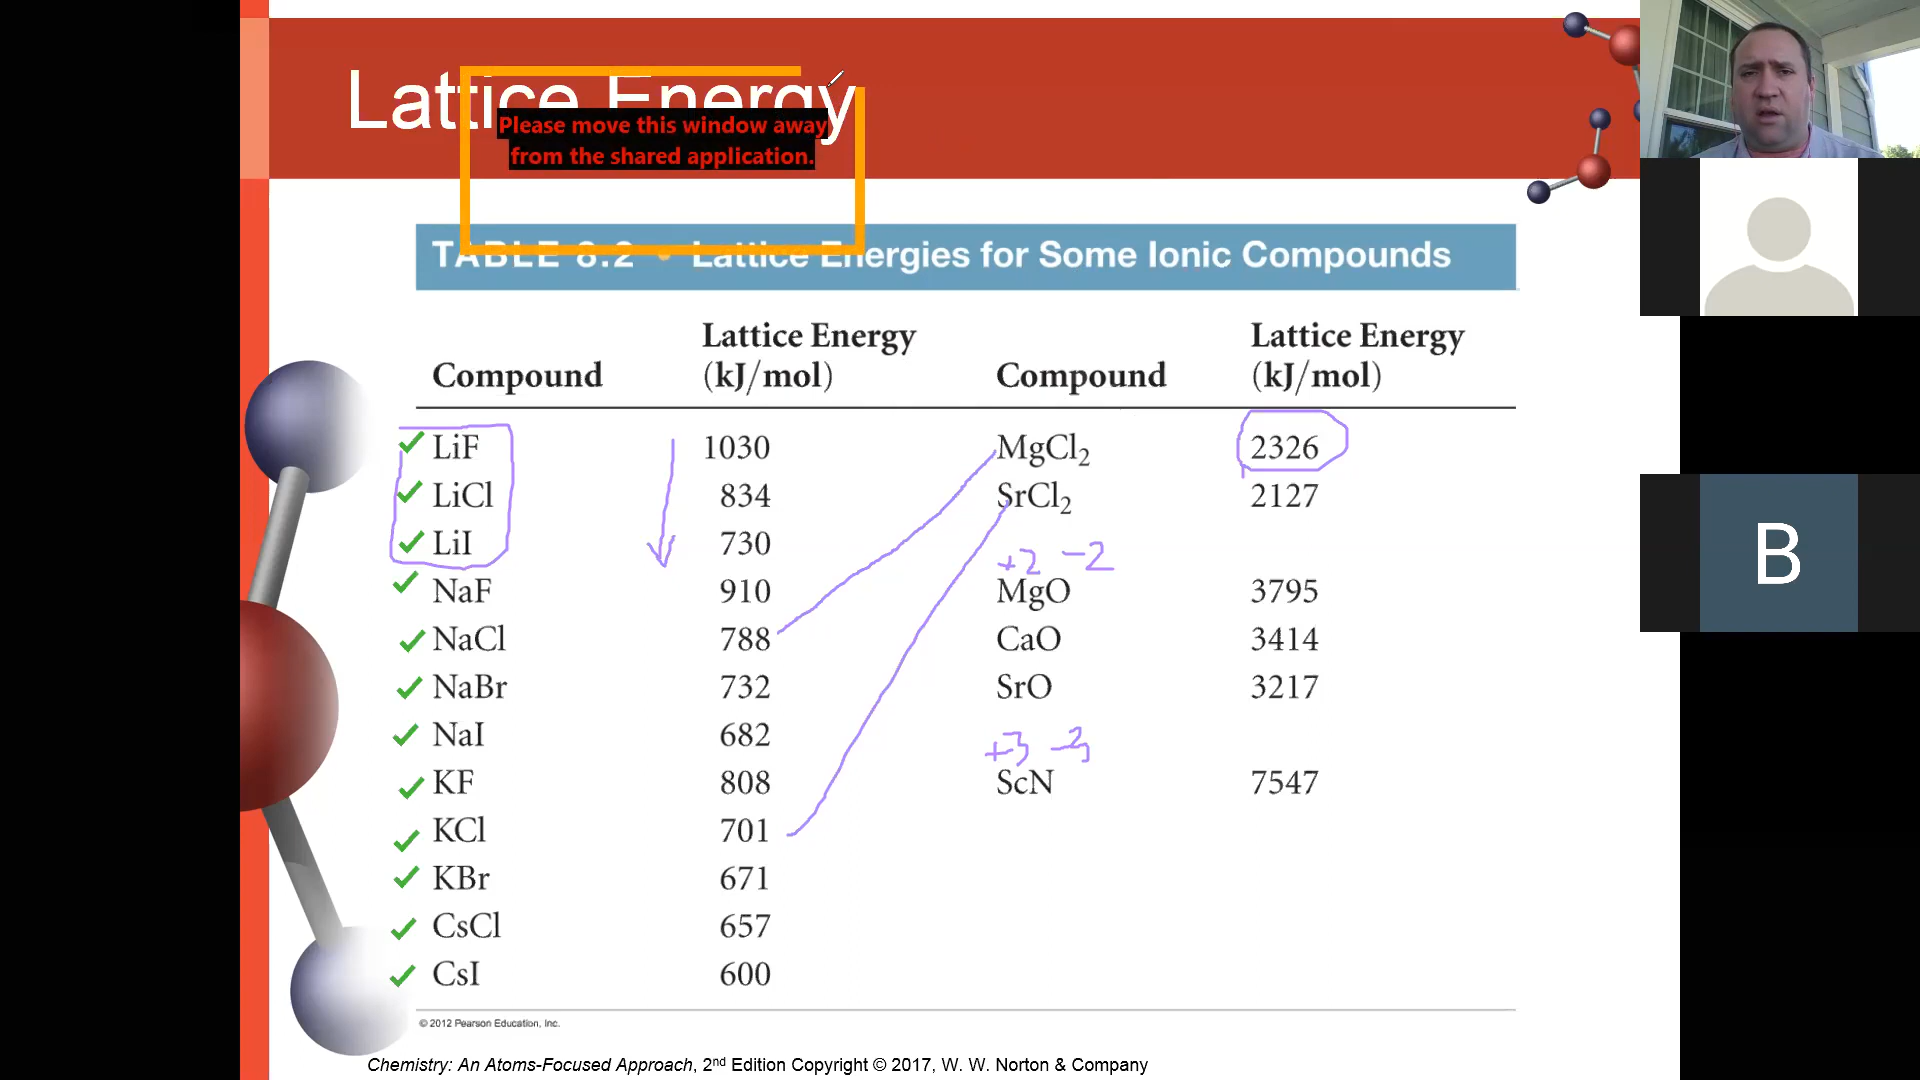 Lattice Energy
Please move this window away
from the shared application.
TABLE 8.2 • Lattice Energies for Some Ionic Compounds
Compound Lattice Energy (kJ/mol) Compound Lattice Energy (kJ/mol)
LiF 1030 MgCl₂ 2326
LiCl 834 SrCl₂ 2127
LiI 730
+2 -2
NaF 910 MgO 3795
NaCl 788 CaO 3414
NaBr 732 SrO 3217
NaI 682
+3 -3
KF 808 ScN 7547
KCl 701
KBr 671
CsCl 657
CsI 600
© 2012 Pearson Education, Inc.
Chemistry: An Atoms-Focused Approach, 2nd Edition Copyright © 2017, W. W. Norton & Company
B